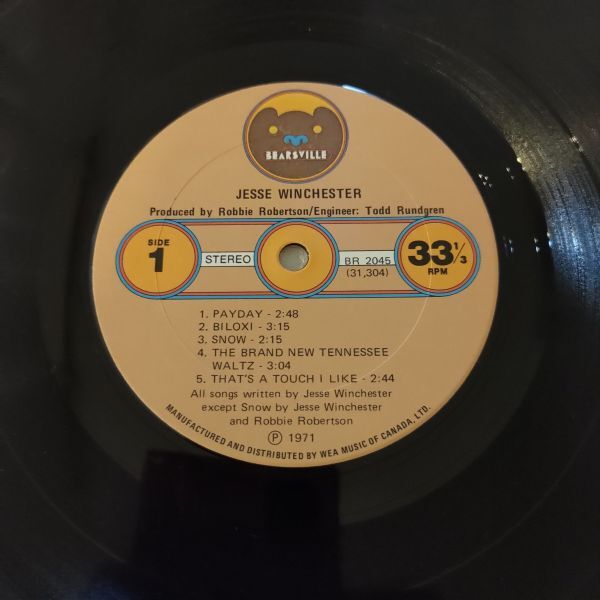 BEARSVILLE
JESSE WINCHESTER
Produced by Robbie Robertson/Engineer: Todd Rundgren
SIDE
1
STEREO
BR 2045
(31,304)
33⅓
RPM
1. PAYDAY - 2:48
2. BILOXI - 3:15
3. SNOW - 2:15
4. THE BRAND NEW TENNESSEE
WALTZ - 3:04
5. THAT'S A TOUCH I LIKE - 2:44
All songs written by Jesse Winchester
except Snow by Jesse Winchester
and Robbie Robertson
Ⓟ 1971
MANUFACTURED AND DISTRIBUTED BY WEA MUSIC OF CANADA, LTD.